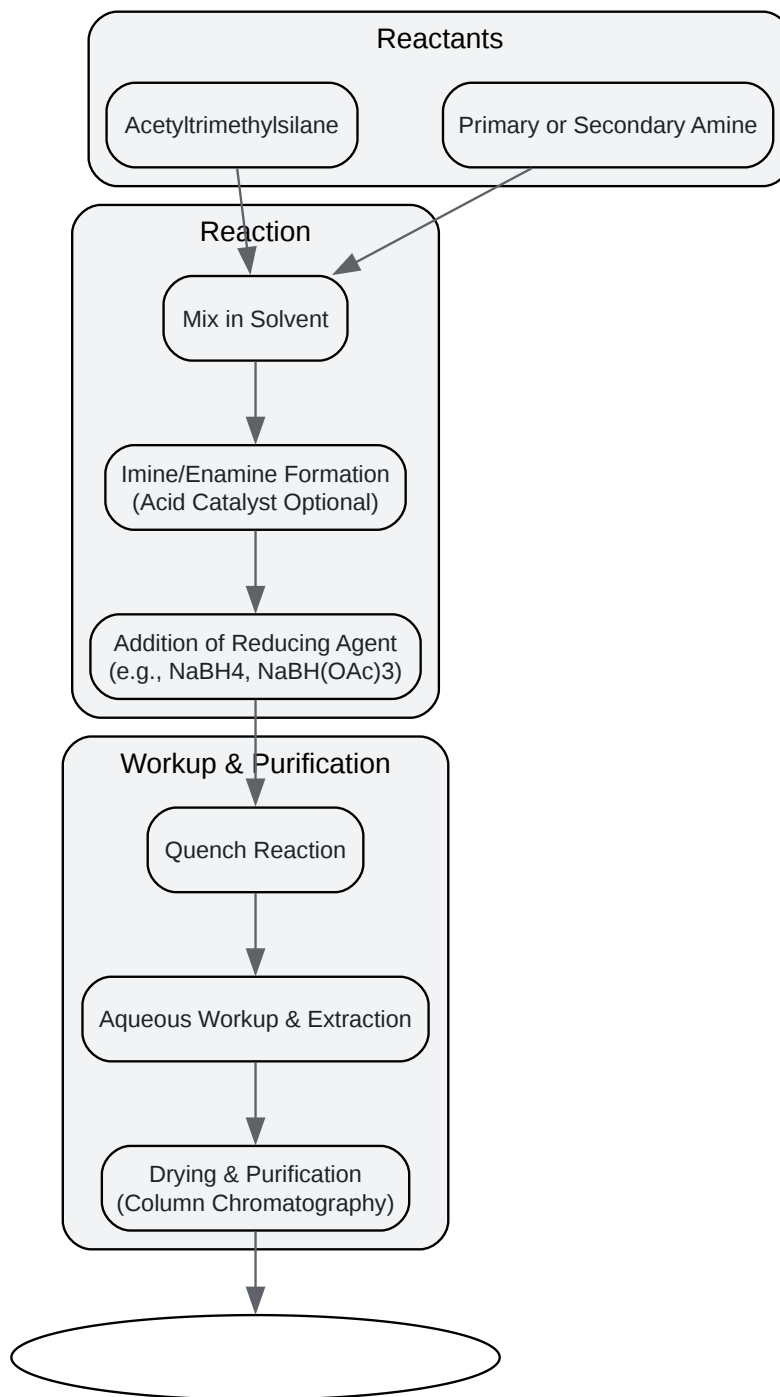 Reactants
Acetyltrimethylsilane
Primary or Secondary Amine
Reaction
Mix in Solvent
Imine/Enamine Formation
(Acid Catalyst Optional)
Addition of Reducing Agent
(e.g., NaBH4, NaBH(OAc)3)
Workup & Purification
Quench Reaction
Aqueous Workup & Extraction
Drying & Purification
(Column Chromatography)